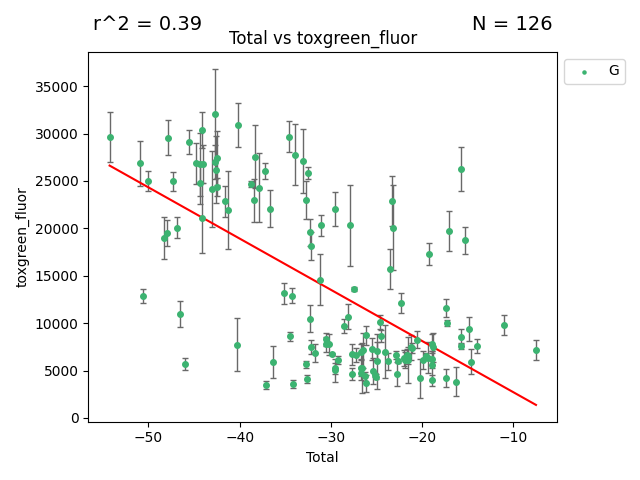 r^2 = 0.39
N = 126
Total vs toxgreen_fluor
G
35000
30000
25000
20000
15000
10000
5000
0
toxgreen_fluor
−50
−40
−30
−20
−10
Total